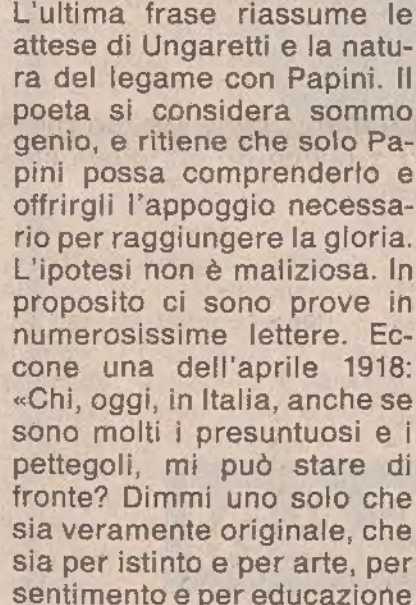 L'ultima frase riassume le
attese di Ungaretti e la natu-
ra del legame con Papini. Il
poeta si considera sommo
genio, e ritiene che solo Pa-
pini possa comprenderlo e
offrirgli l'appoggio necessa-
rio per raggiungere la gloria.
L'ipotesi non è maliziosa. In
proposito ci sono prove in
numerosissime lettere. Ec-
cone una dell'aprile 1918:
«Chi, oggi, in Italia, anche se
sono molti i presuntuosi e i
pettegoli, mi può stare di
fronte? Dimmi uno solo che
sia veramente originale, che
sia per istinto e per arte, per
sentimento e per educazione